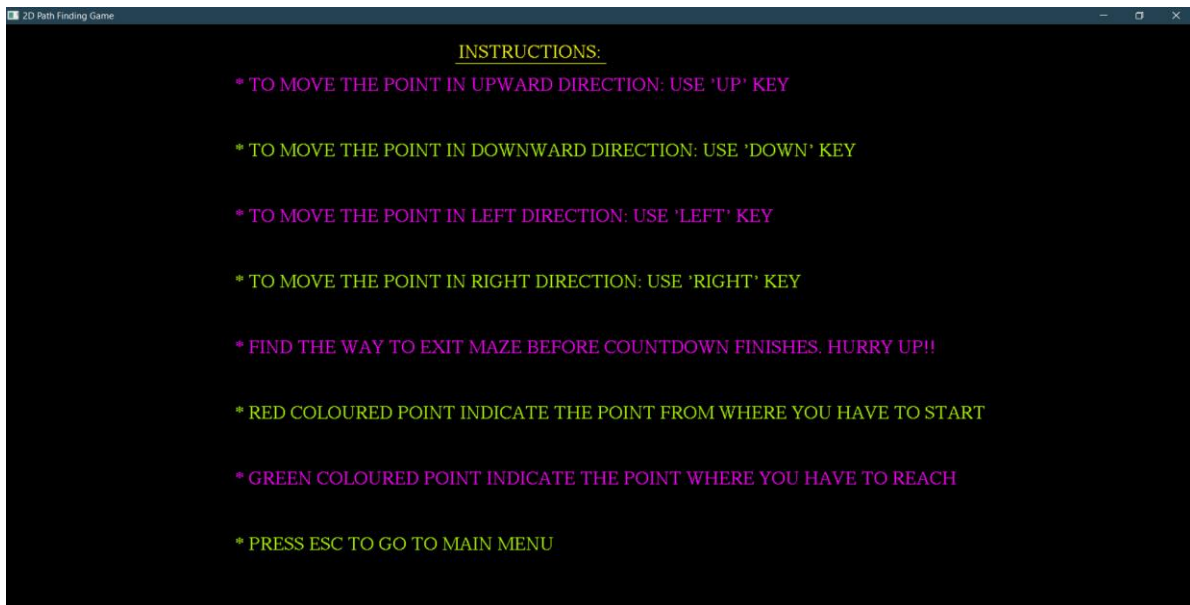 2D Path Finding Game
INSTRUCTIONS:
* TO MOVE THE POINT IN UPWARD DIRECTION: USE ’UP’ KEY
* TO MOVE THE POINT IN DOWNWARD DIRECTION: USE ’DOWN’ KEY
* TO MOVE THE POINT IN LEFT DIRECTION: USE ’LEFT’ KEY
* TO MOVE THE POINT IN RIGHT DIRECTION: USE ’RIGHT’ KEY
* FIND THE WAY TO EXIT MAZE BEFORE COUNTDOWN FINISHES. HURRY UP!!
* RED COLOURED POINT INDICATE THE POINT FROM WHERE YOU HAVE TO START
* GREEN COLOURED POINT INDICATE THE POINT WHERE YOU HAVE TO REACH
* PRESS ESC TO GO TO MAIN MENU